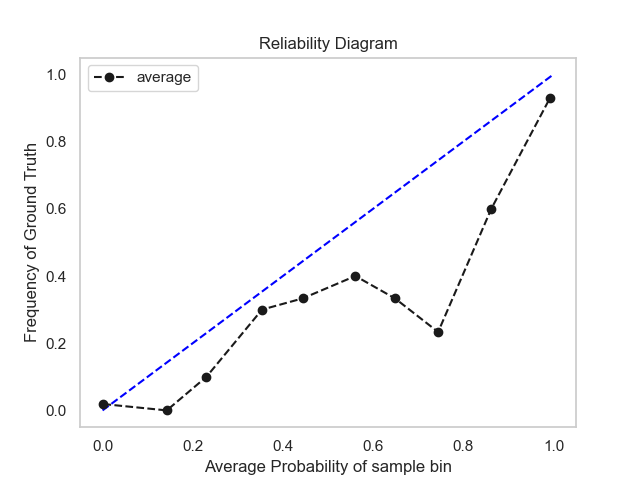 Reliability Diagram
average
1.0
0.8
0.6
0.4
0.2
0.0
Frequency of Ground Truth
0.0 0.2 0.4 0.6 0.8 1.0
Average Probability of sample bin